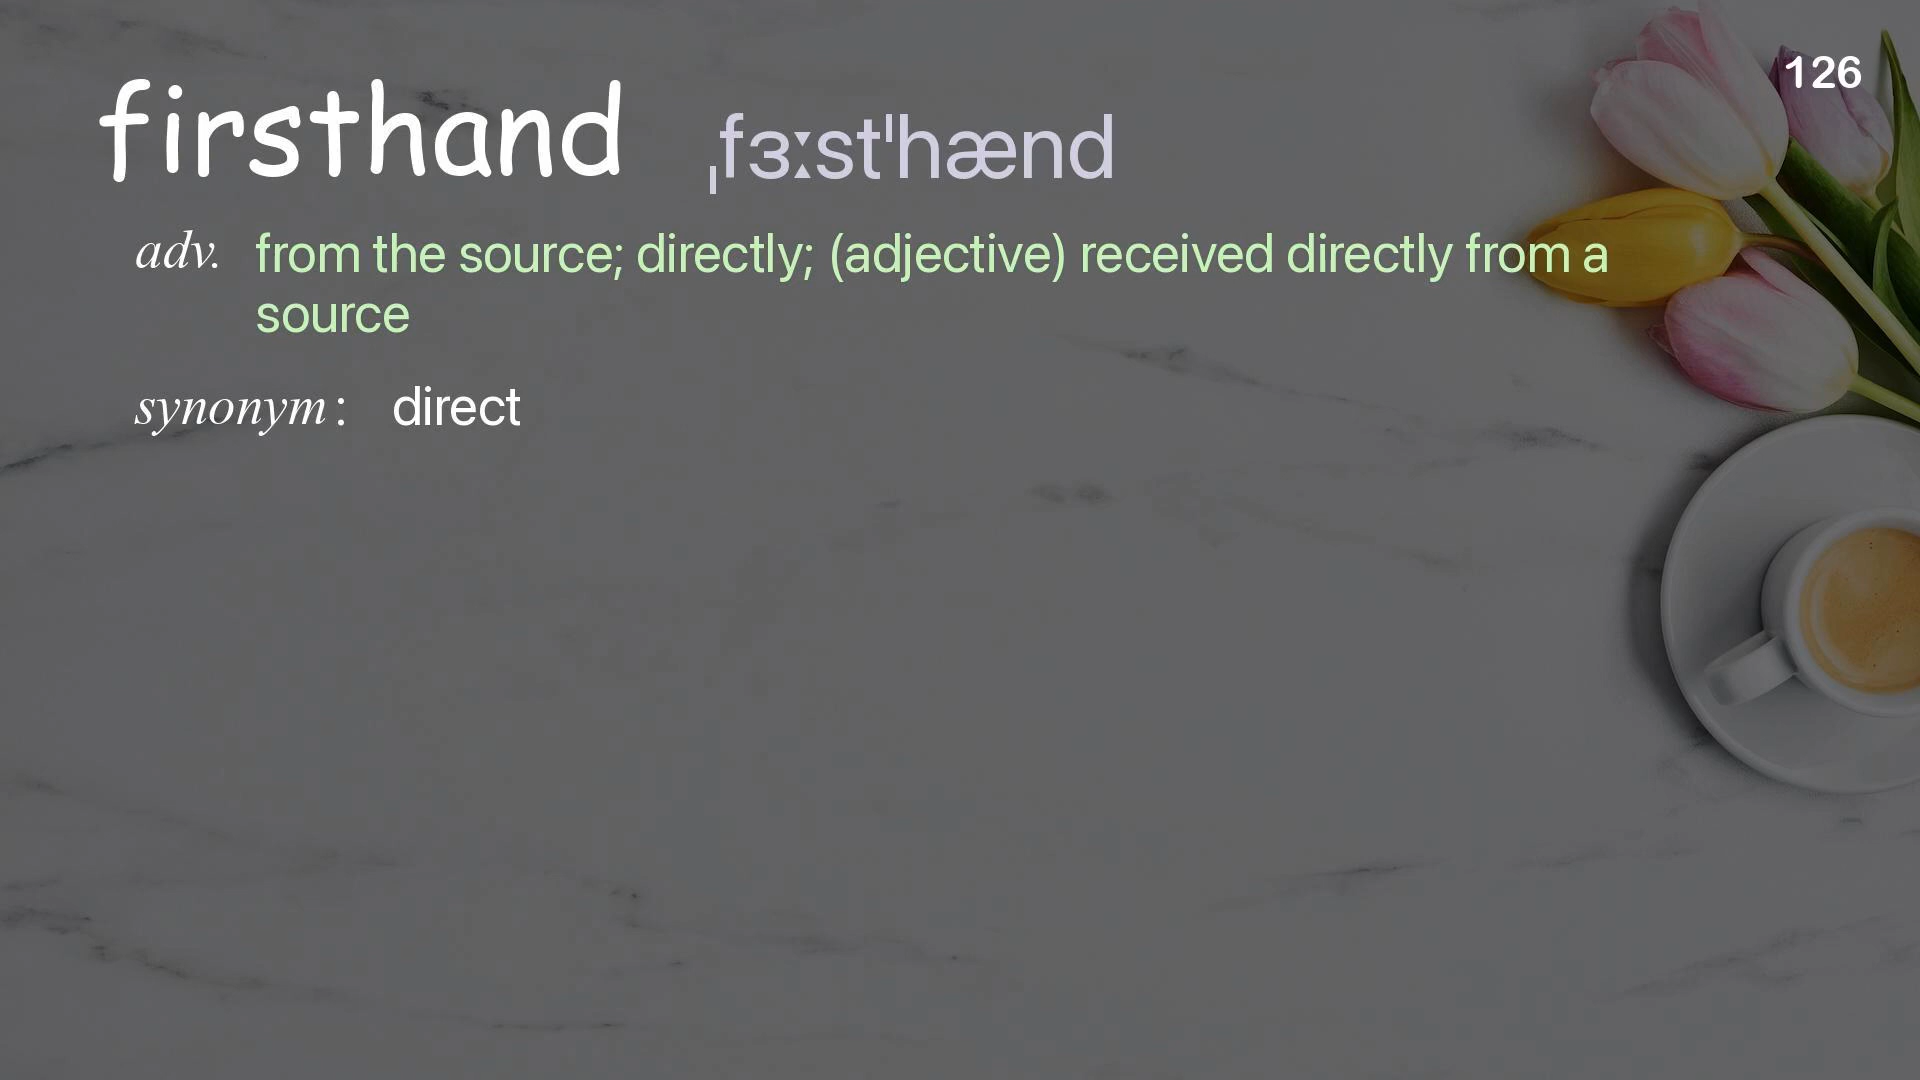 126
firsthand ˌfɜːstˈhænd
adv. from the source; directly; (adjective) received directly from a
source
synonym: direct